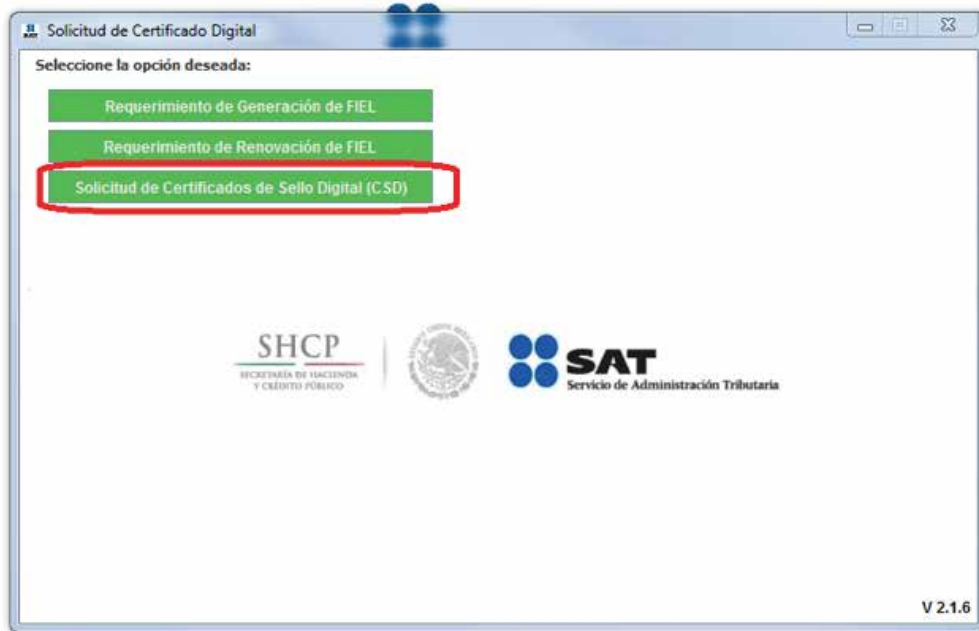 Solicitud de Certificado Digital
Seleccione la opción deseada:
Requerimiento de Generación de FIEL
Requerimiento de Renovación de FIEL
Solicitud de Certificados de Sello Digital (CSD)
SHCP
SECRETARÍA DE HACIENDA
Y CRÉDITO PÚBLICO
SAT
Servicio de Administración Tributaria
V 2.1.6